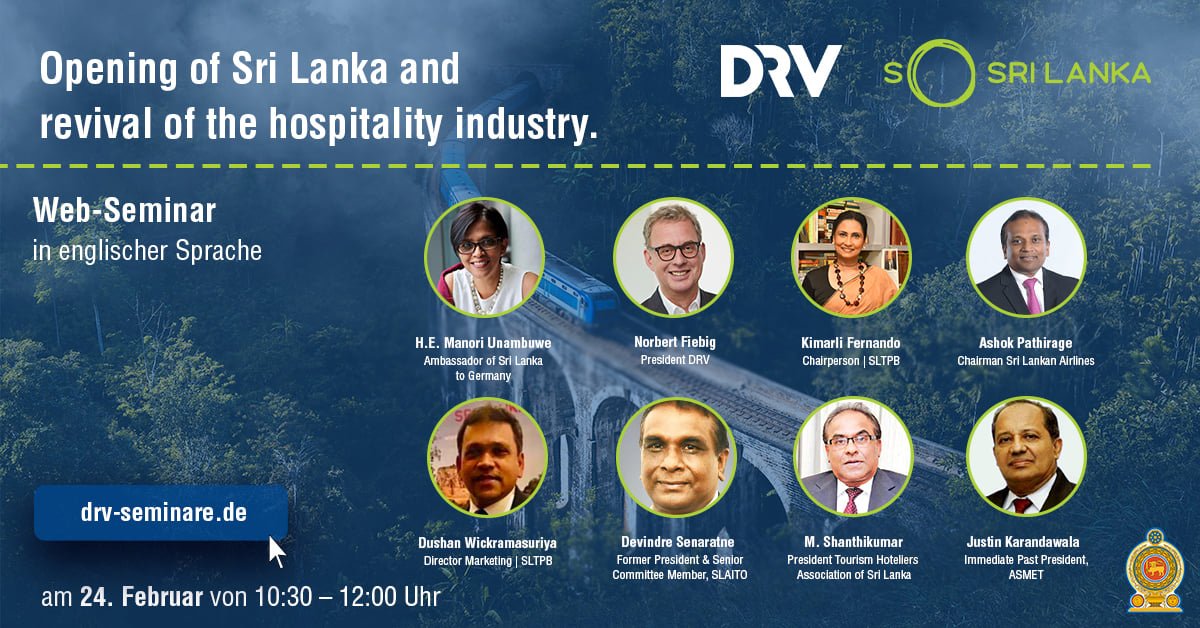 Opening of Sri Lanka and
revival of the hospitality industry.
DRV
SO SRI LANKA
Web-Seminar
in englischer Sprache
H.E. Manori Unambuwe
Ambassador of Sri Lanka
to Germany
Norbert Fiebig
President DRV
Kimarli Fernando
Chairperson | SLTPB
Ashok Pathirage
Chairman Sri Lankan Airlines
Dushan Wickramasuriya
Director Marketing | SLTPB
Devindre Senaratne
Former President & Senior
Committee Member, SLAITO
M. Shanthikumar
President Tourism Hoteliers
Association of Sri Lanka
Justin Karandawala
Immediate Past President,
ASMET
drv-seminare.de
am 24. Februar von 10:30 – 12:00 Uhr